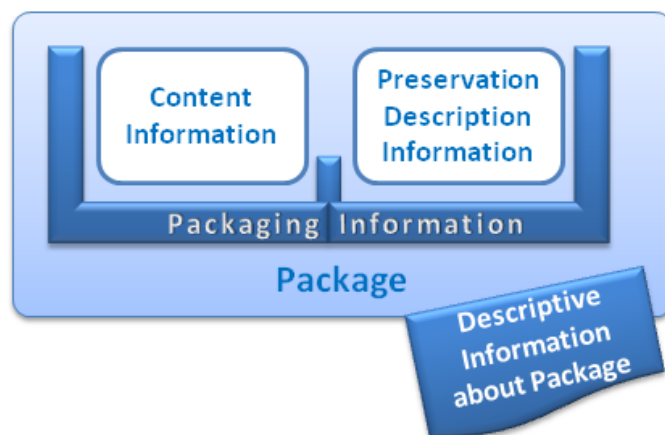 Content
Information
Preservation
Description
Information
Packaging Information
Package
Descriptive
Information
about Package